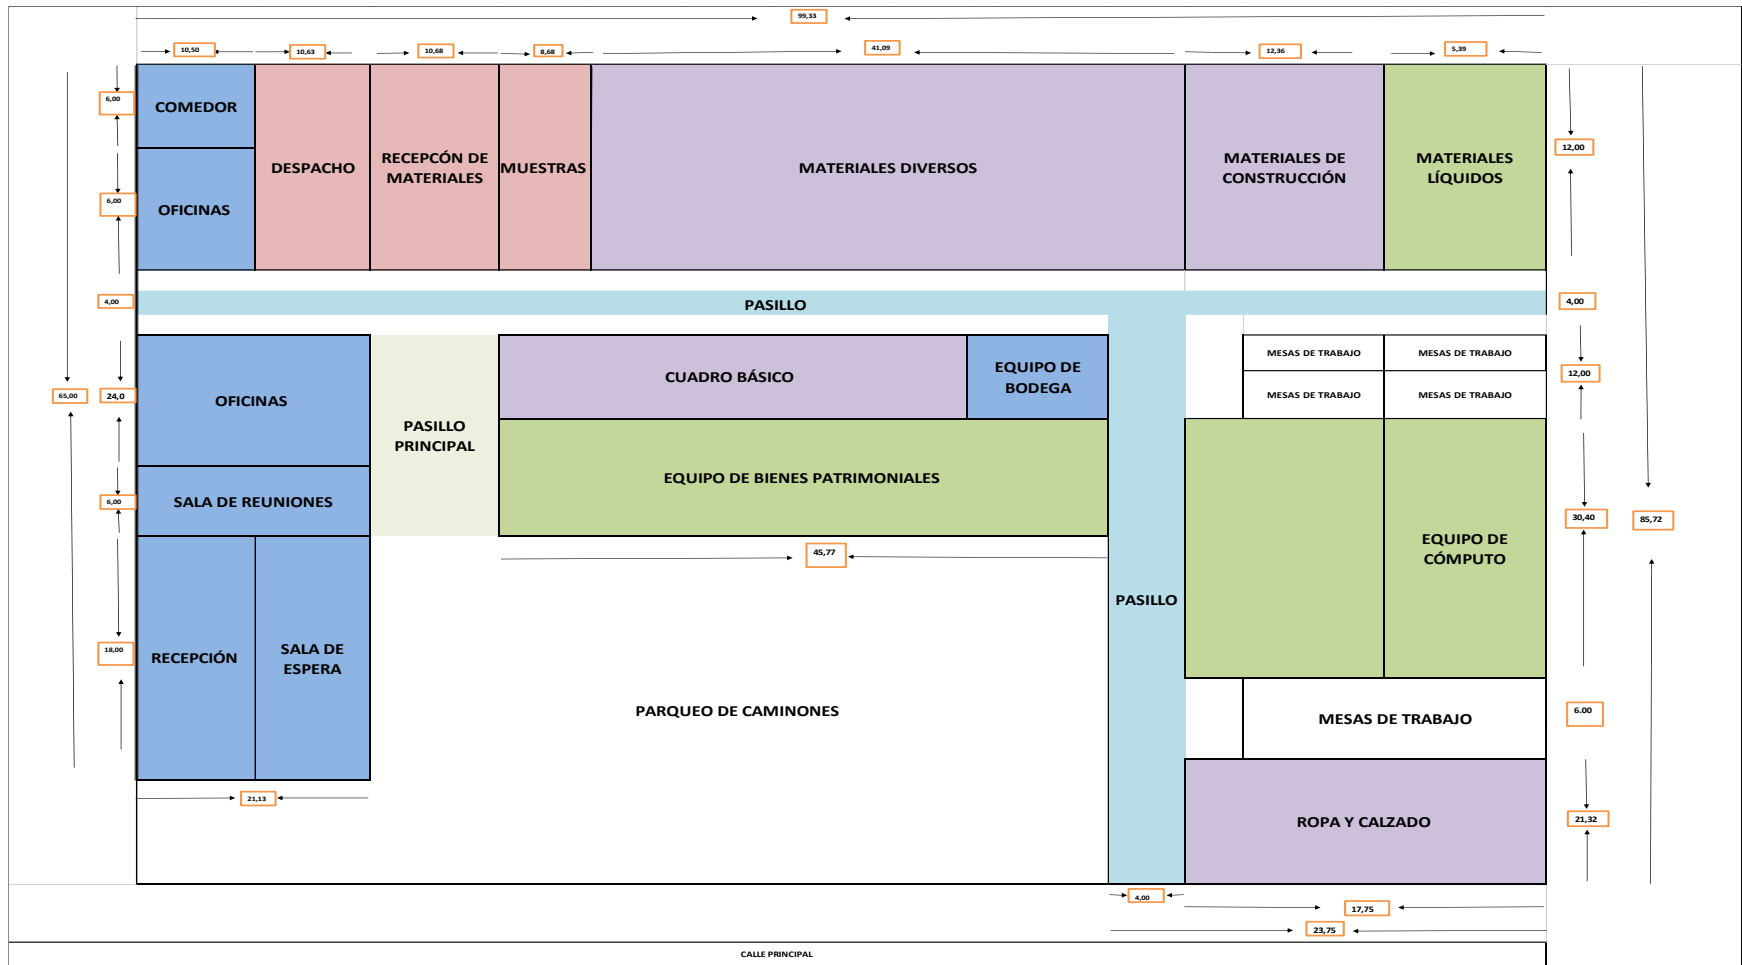 99,33
10,50
10,63
10,68
8,68
41,09
12,36
5,39
6,00
COMEDOR
DESPACHO
RECEPCÓN DE
MATERIALES
MUESTRAS
MATERIALES DIVERSOS
MATERIALES DE
CONSTRUCCIÓN
MATERIALES
LÍQUIDOS
12,00
6,00
OFICINAS
4,00
PASILLO
4,00
65,00
24,0
OFICINAS
PASILLO
PRINCIPAL
CUADRO BÁSICO
EQUIPO DE
BODEGA
MESAS DE TRABAJO
MESAS DE TRABAJO
MESAS DE TRABAJO
MESAS DE TRABAJO
12,00
EQUIPO DE BIENES PATRIMONIALES
6,00
SALA DE REUNIONES
45,77
EQUIPO DE
CÓMPUTO
30,40
85,72
PASILLO
18,00
RECEPCIÓN
SALA DE
ESPERA
PARQUEO DE CAMINONES
MESAS DE TRABAJO
6.00
21,13
ROPA Y CALZADO
21,32
4,00
17,75
23,75
CALLE PRINCIPAL